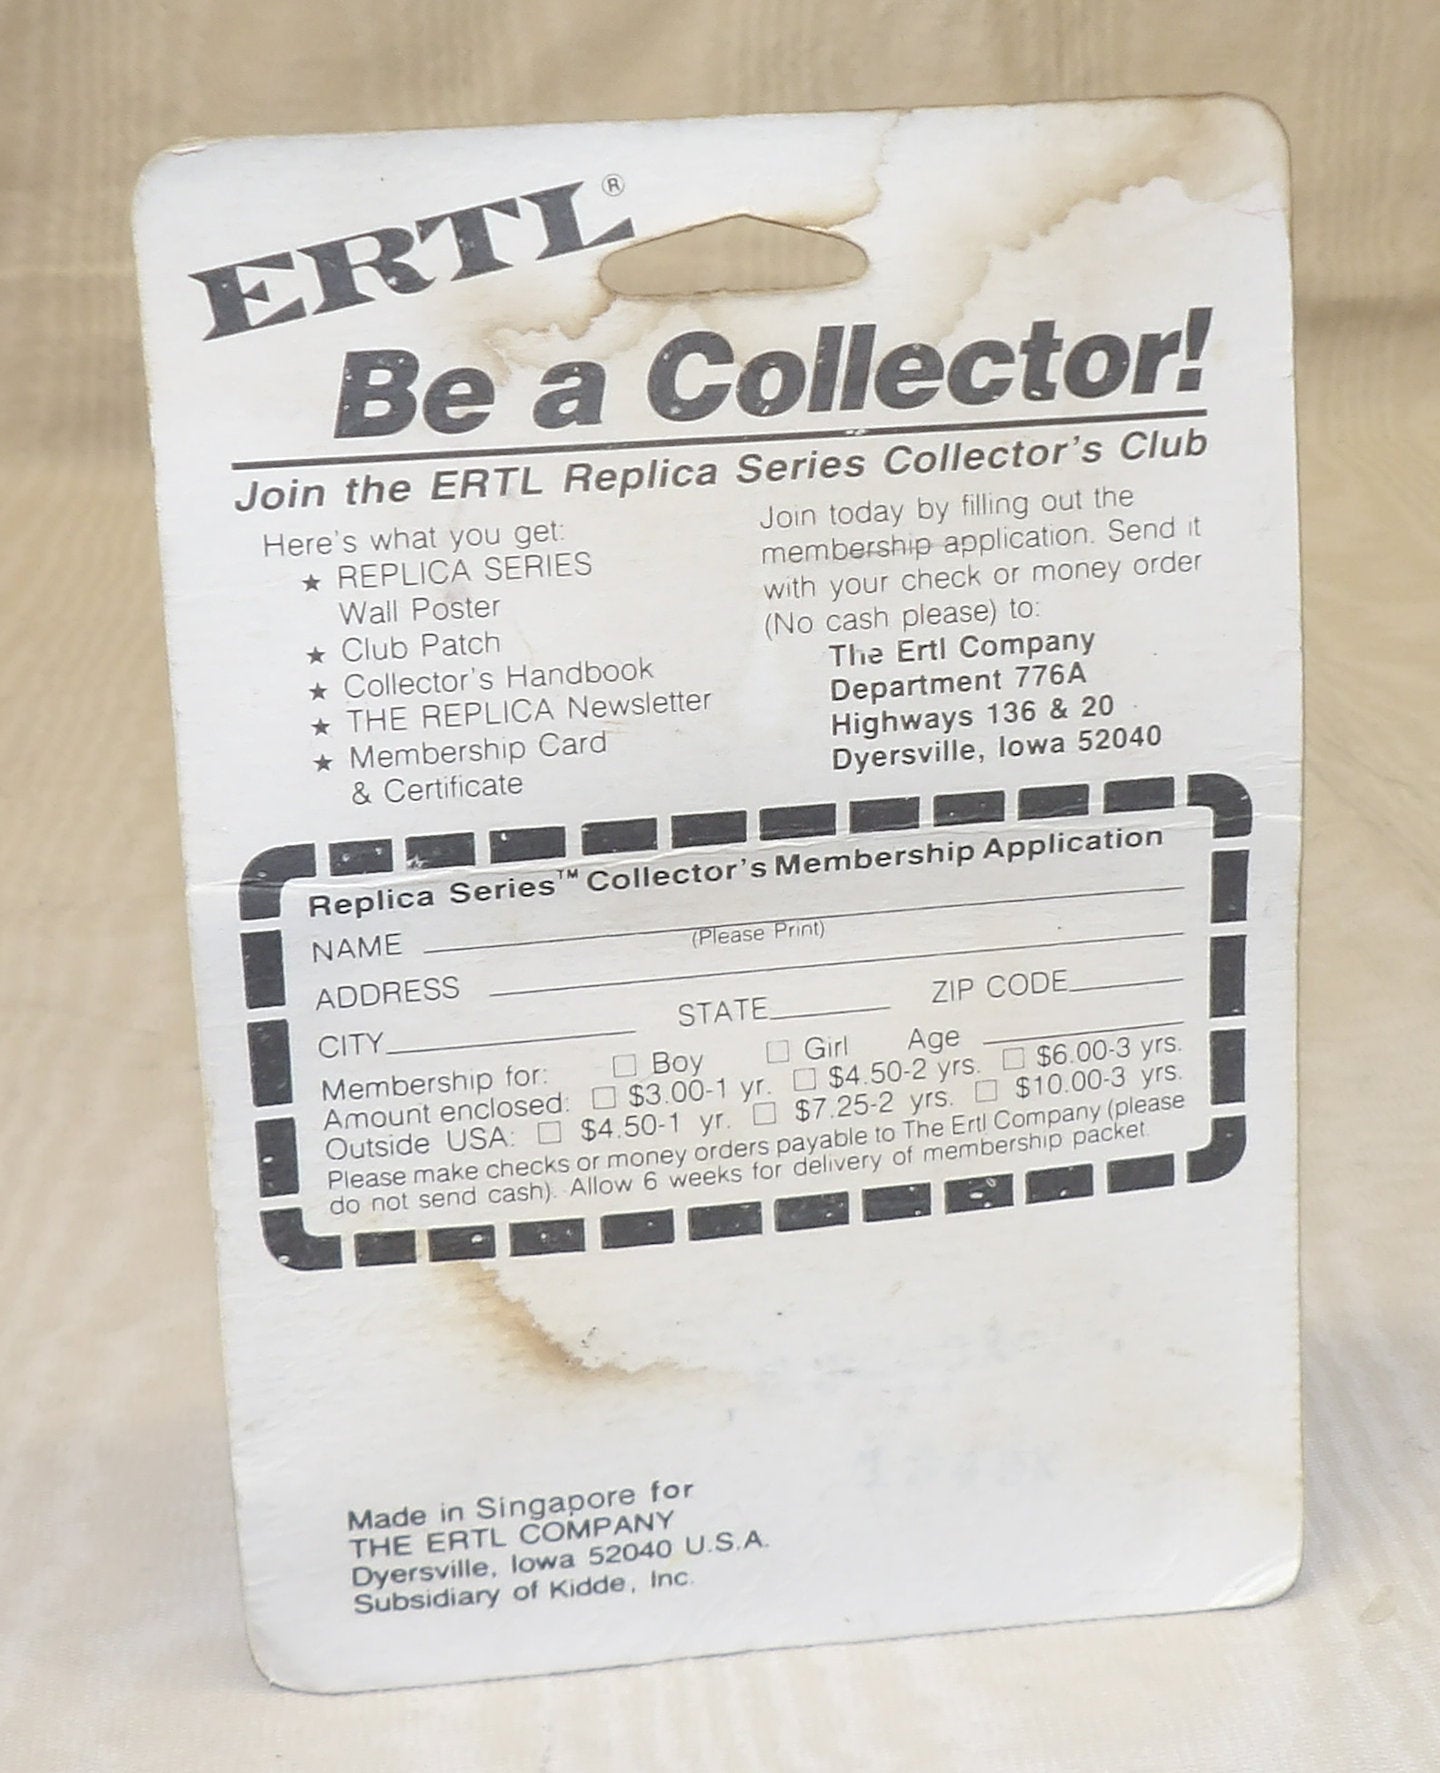 ERTL®
Be a Collector!
Join the ERTL Replica Series Collector's Club
Here's what you get:
★ REPLICA SERIES
Wall Poster
★ Club Patch
★ Collector's Handbook
★ THE REPLICA Newsletter
★ Membership Card
& Certificate
Join today by filling out the
membership application. Send it
with your check or money order
(No cash please) to:
The Ertl Company
Department 776A
Highways 136 & 20
Dyersville, Iowa 52040
Replica Series™ Collector's Membership Application
NAME
(Please Print)
ADDRESS
CITY STATE ZIP CODE
Membership for: □ Boy □ Girl Age
Amount enclosed: □ $3.00-1 yr. □ $4.50-2 yrs. □ $6.00-3 yrs.
Outside USA: □ $4.50-1 yr. □ $7.25-2 yrs. □ $10.00-3 yrs.
Please make checks or money orders payable to The Ertl Company (please
do not send cash). Allow 6 weeks for delivery of membership packet.
Made in Singapore for
THE ERTL COMPANY
Dyersville, Iowa 52040 U.S.A.
Subsidiary of Kidde, Inc.